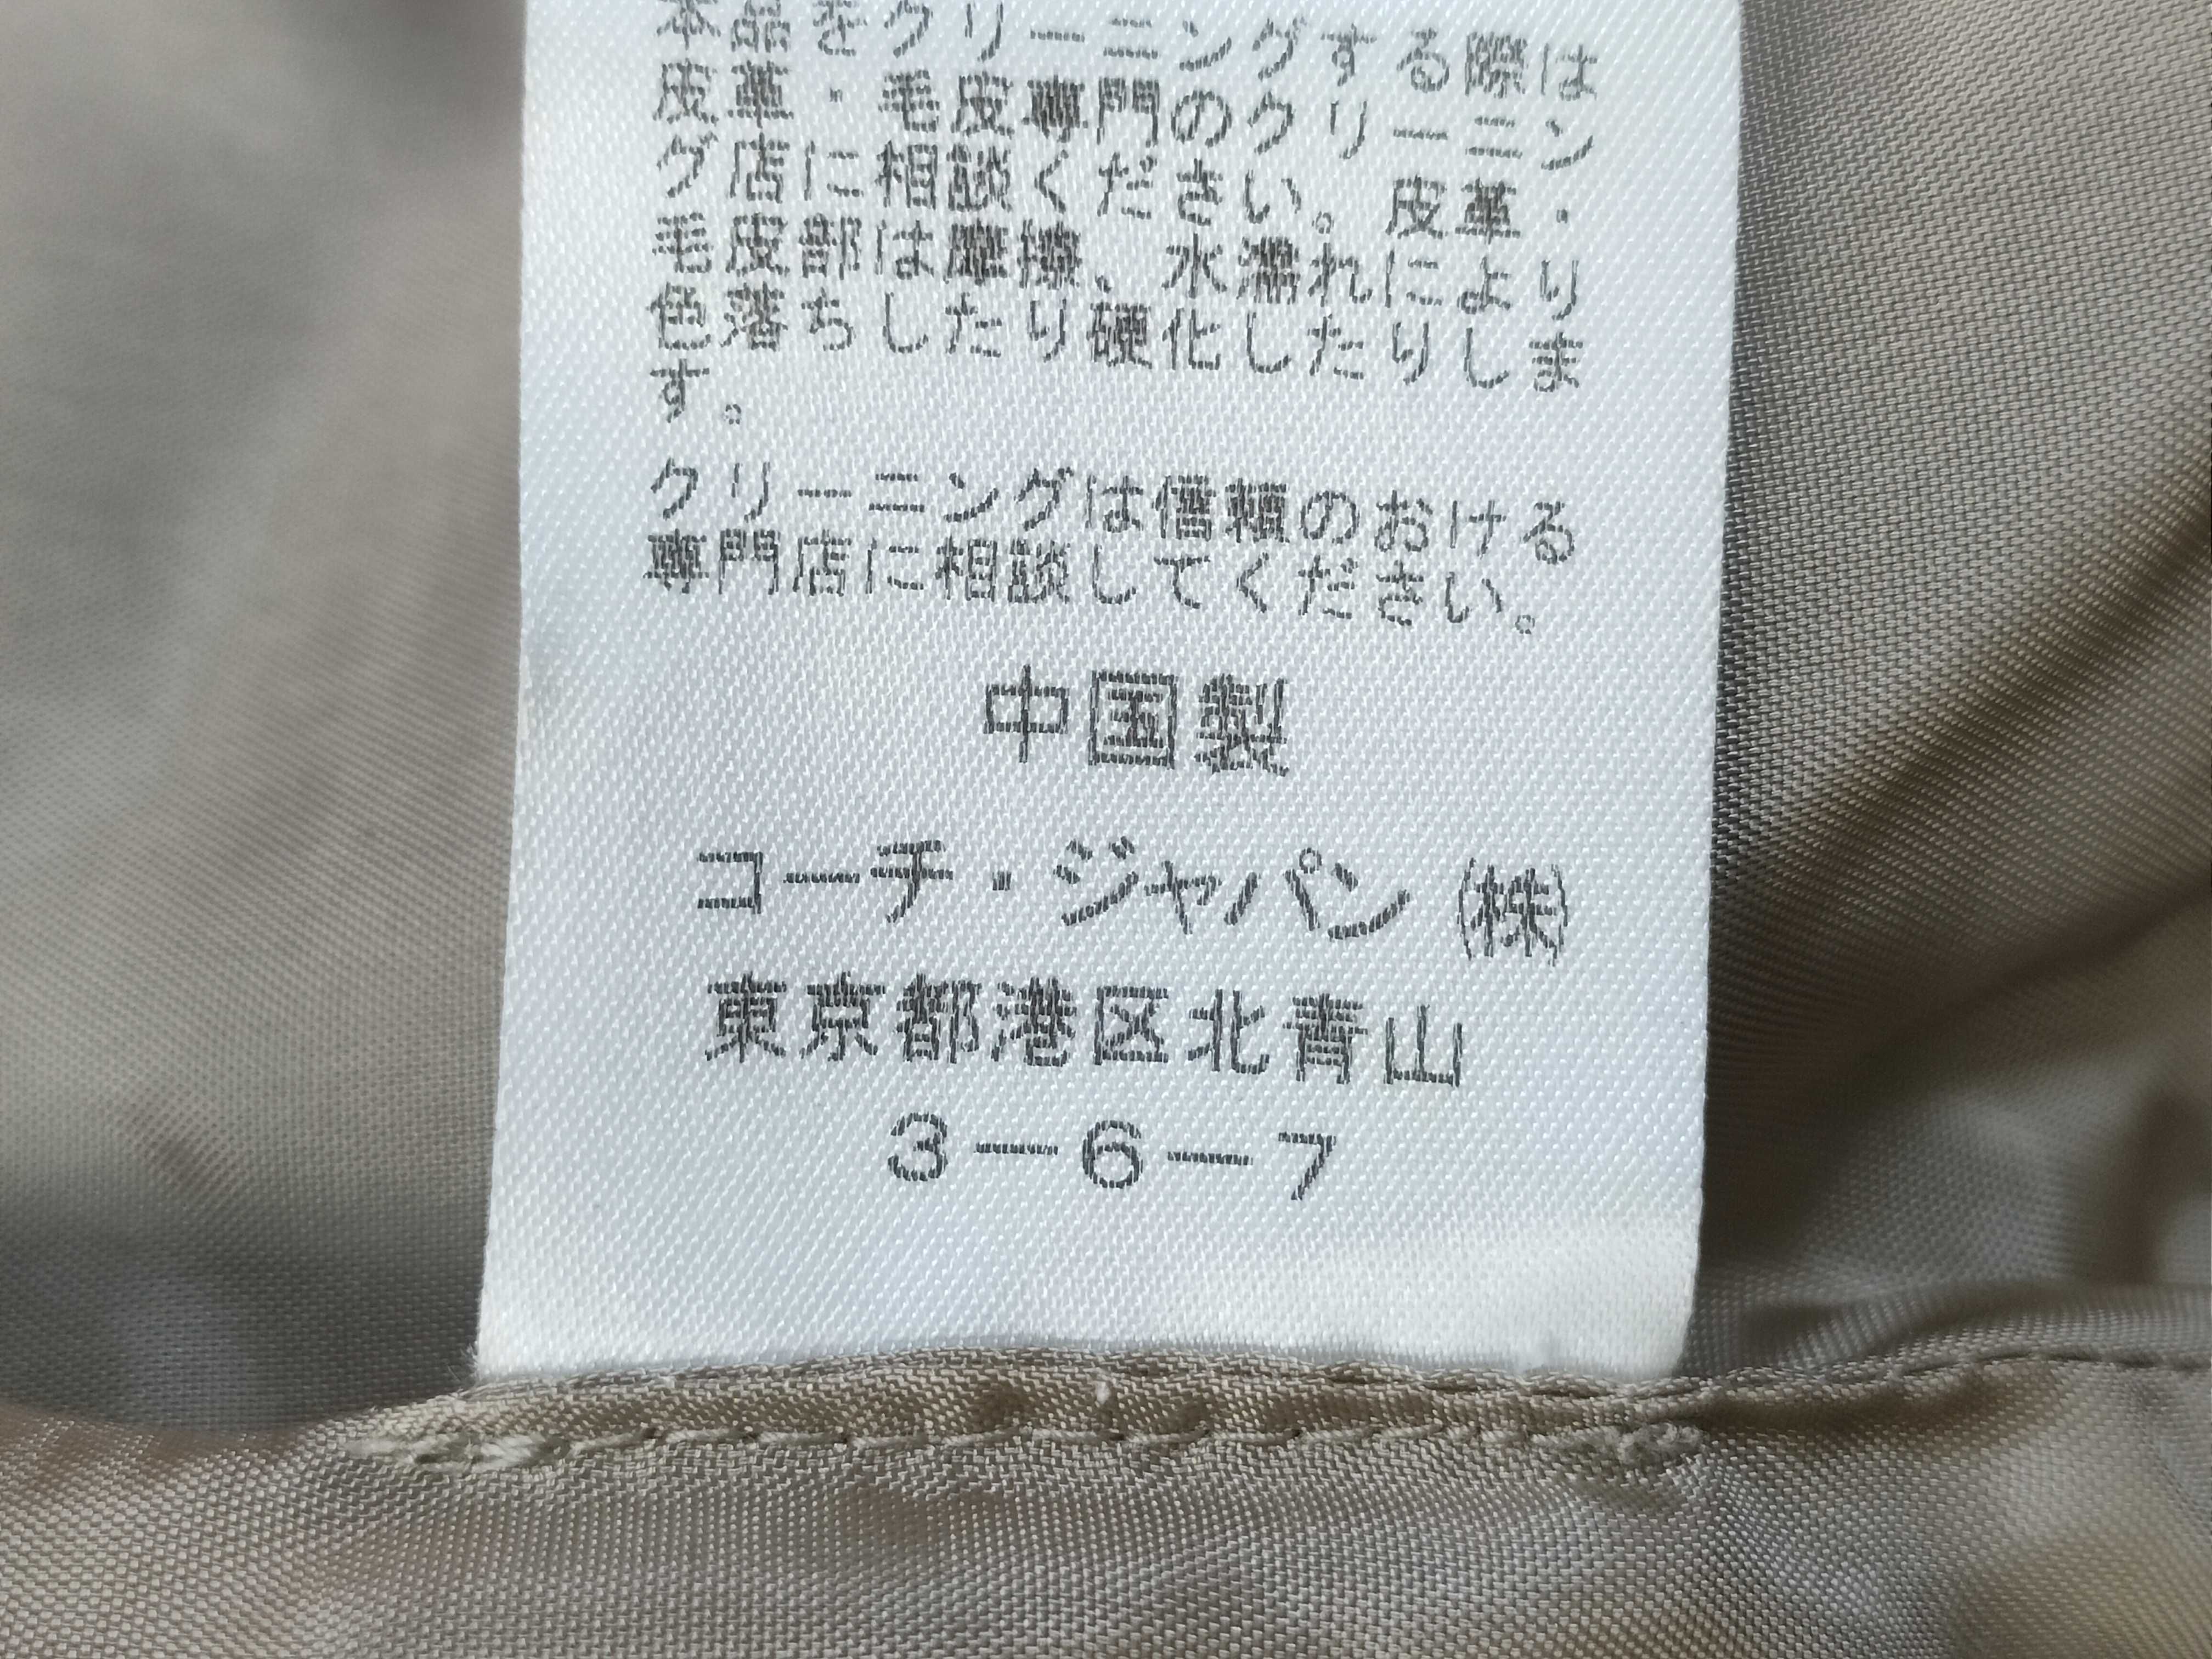 本品をクリーニングする際は
皮革・毛皮専門のクリーニン
グ店に相談ください。皮革・
毛皮部は摩擦、水濡れにより
色落ちしたり硬化したりしま
す。
クリーニングは信頼のおける
専門店に相談してください。
中国製
コーチ・ジャパン㈱
東京都港区北青山
3-6-7